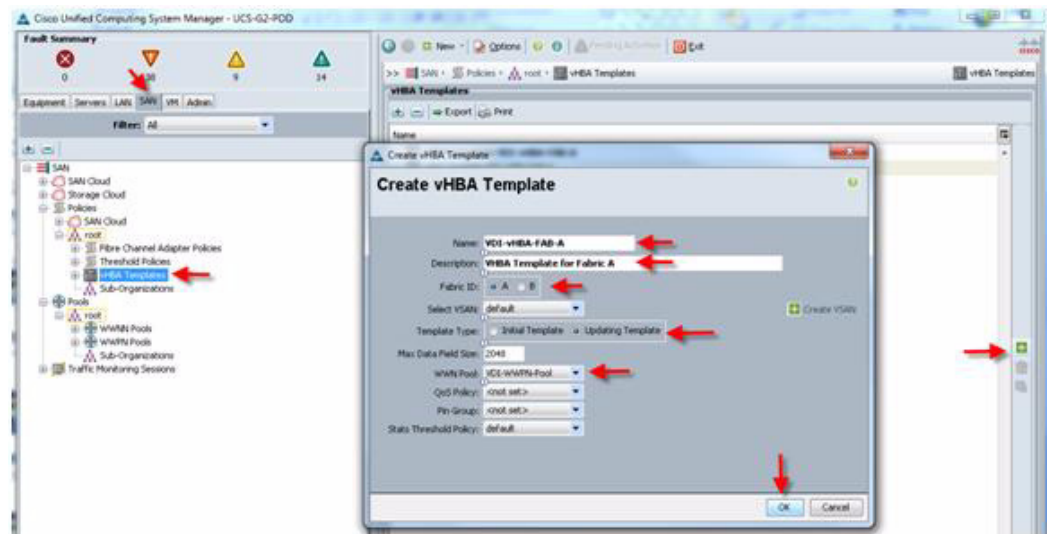 Cisco Unified Computing System Manager - UCS-G2-POD
Fault Summary
0 9 14
Equipment Servers LAN SAN VM Admin
Filter: All
SAN
SAN Cloud
Storage Cloud
Policies
SAN Cloud
root
Fibre Channel Adapter Policies
Threshold Policies
vHBA Templates
Sub-Organizations
Pools
root
WWNN Pools
WWPN Pools
Sub-Organizations
Traffic Monitoring Sessions
New Options Pending Activities Exit
>> SAN Policies root vHBA Templates
vHBA Templates
vHBA Templates
Export Print
Name
Create vHBA Template
Create vHBA Template
Name: VDI-vHBA-FAB-A
Description: VHBA Template for Fabric A
Fabric ID: A B
Select VSAN: default
Create VSAN
Template Type: Initial Template Updating Template
Max Data Field Size: 2048
WWN Pool: VDI-WWPN-Pool
QoS Policy: <not set>
Pin Group: <not set>
Stats Threshold Policy: default
OK Cancel